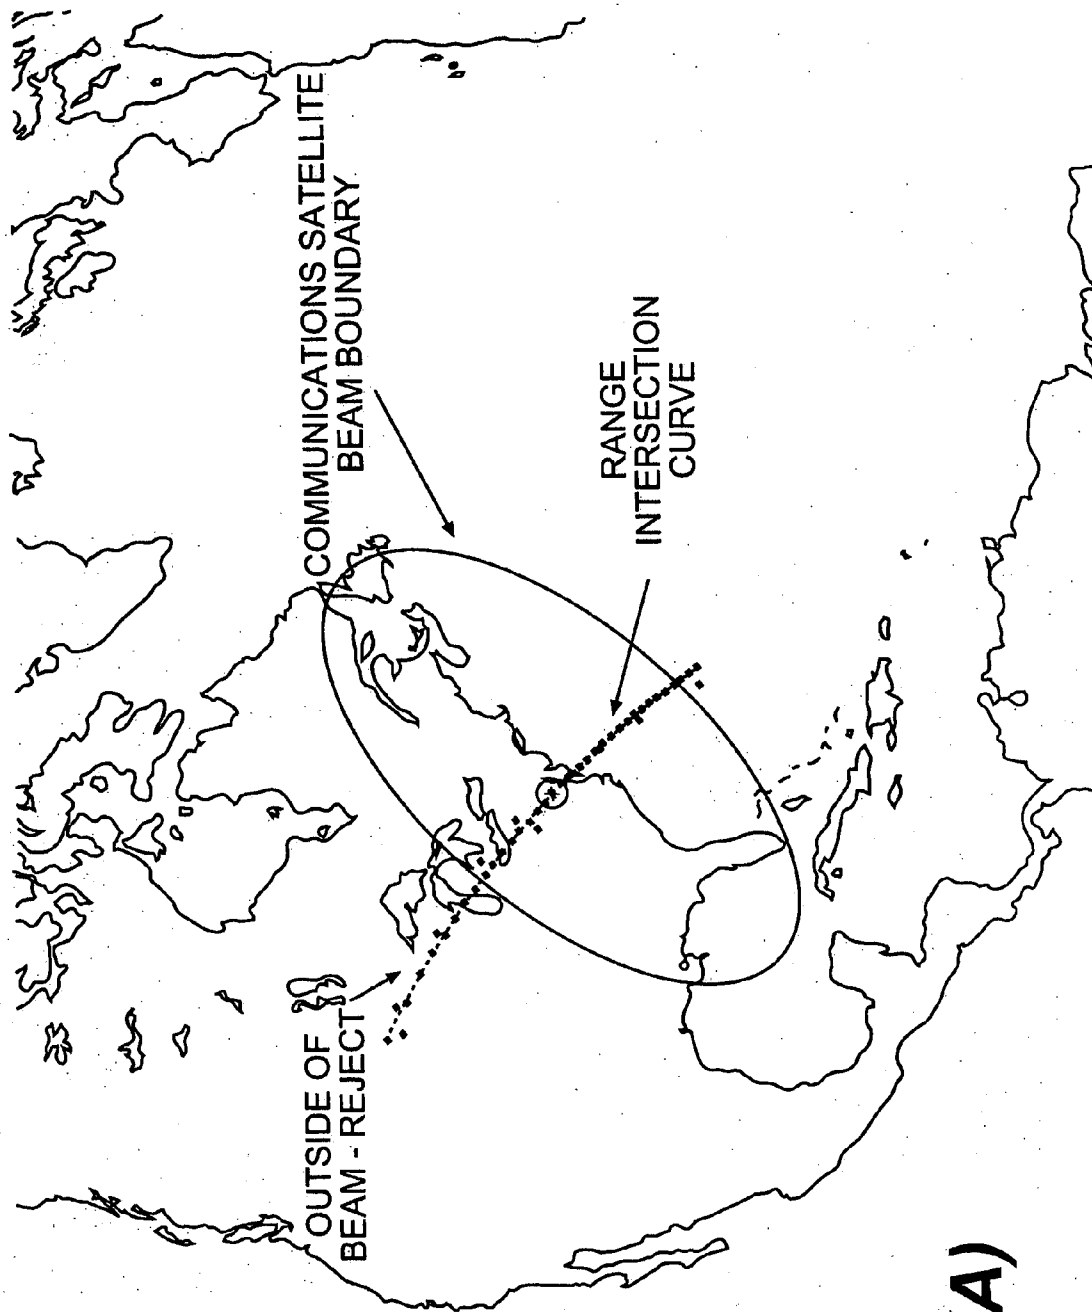 COMMUNICATIONS SATELLITE
BEAM BOUNDARY
RANGE
INTERSECTION
CURVE
OUTSIDE OF
BEAM - REJECT
A)